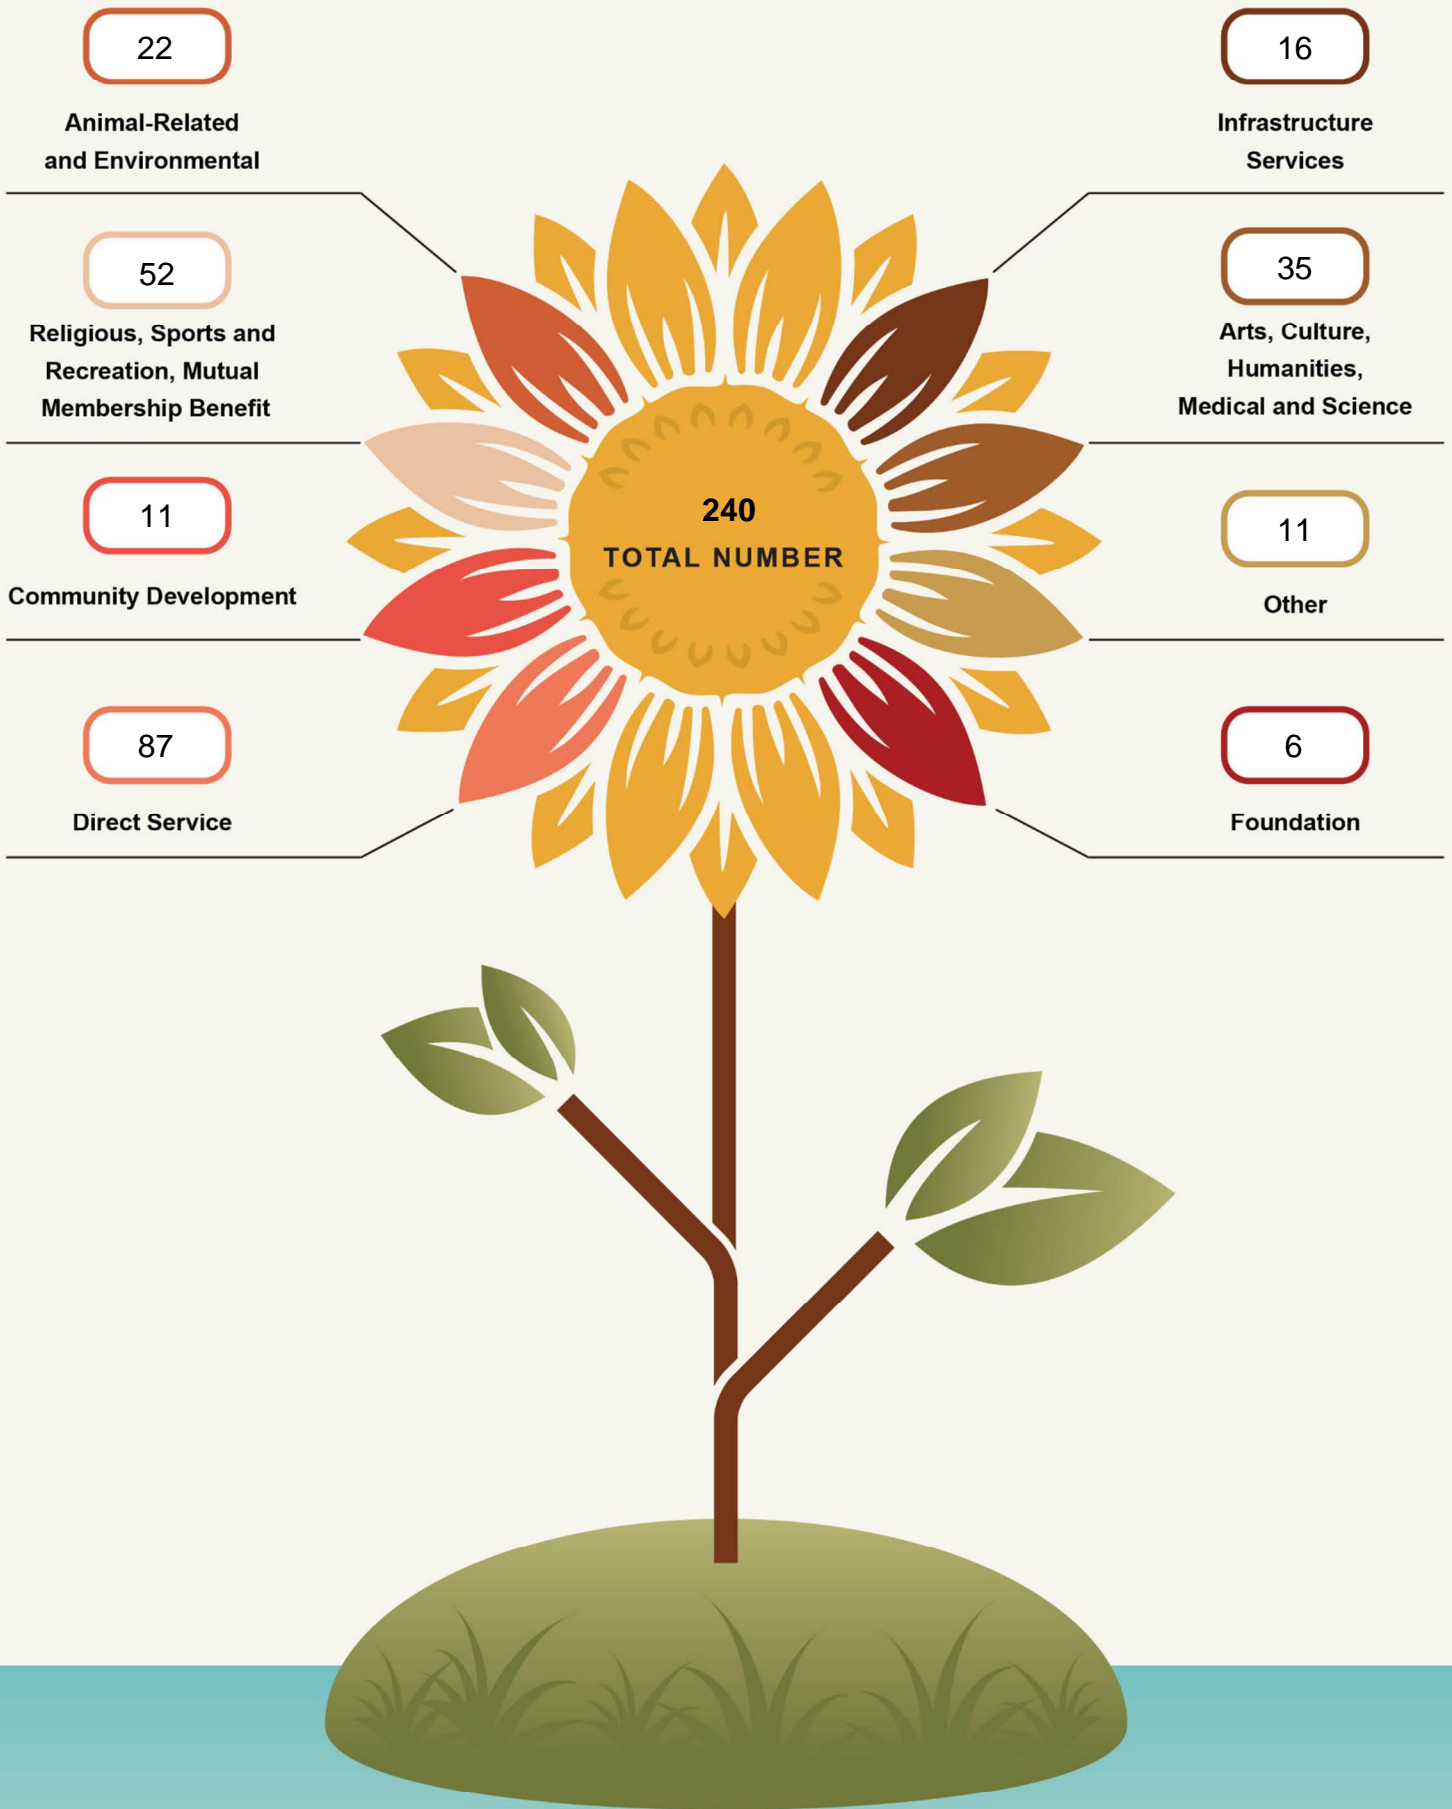 22
Animal-Related
and Environmental
52
Religious, Sports and
Recreation, Mutual
Membership Benefit
11
Community Development
87
Direct Service
240
TOTAL NUMBER
16
Infrastructure
Services
35
Arts, Culture,
Humanities,
Medical and Science
11
Other
6
Foundation